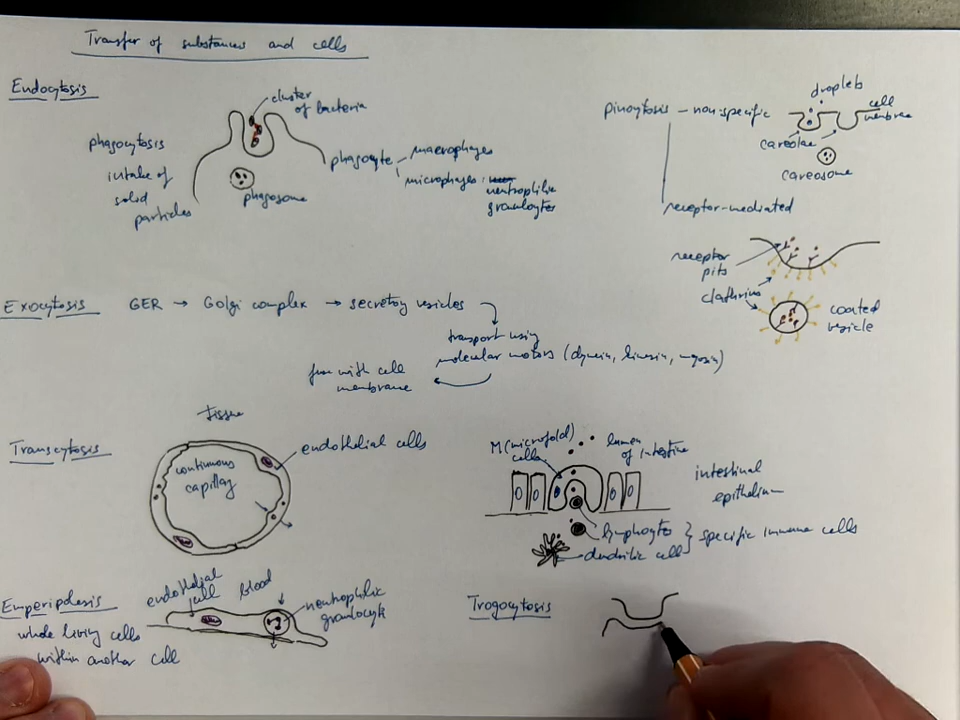 Transfer of substances and cells
Endocytosis
cluster
of bacteria
phagocytosis
intake of
solid
particles
phagosome
phagocyte
macrophages
microphages:
neutrophilic
granulocytes
pinocytosis – non-specific
droplets
cell
membrane
caveolae
caveosome
receptor-mediated
receptor
pits
clathrins
coated
vesicle
Exocytosis
GER → Golgi complex → secretory vesicles
transport using
molecular motors (dynein, kinesin, myosin)
fuse with cell
membrane
Transcytosis
tissue
endothelial cells
continuous
capillary
M(microfold)
cells
lumen
of intestine
intestinal
epithelium
lymphocytes
dendritic cell
specific immune cells
Emperipolesis
whole living cells
within another cell
endothelial
cell
blood
neutrophilic
granulocyte
Trogocytosis